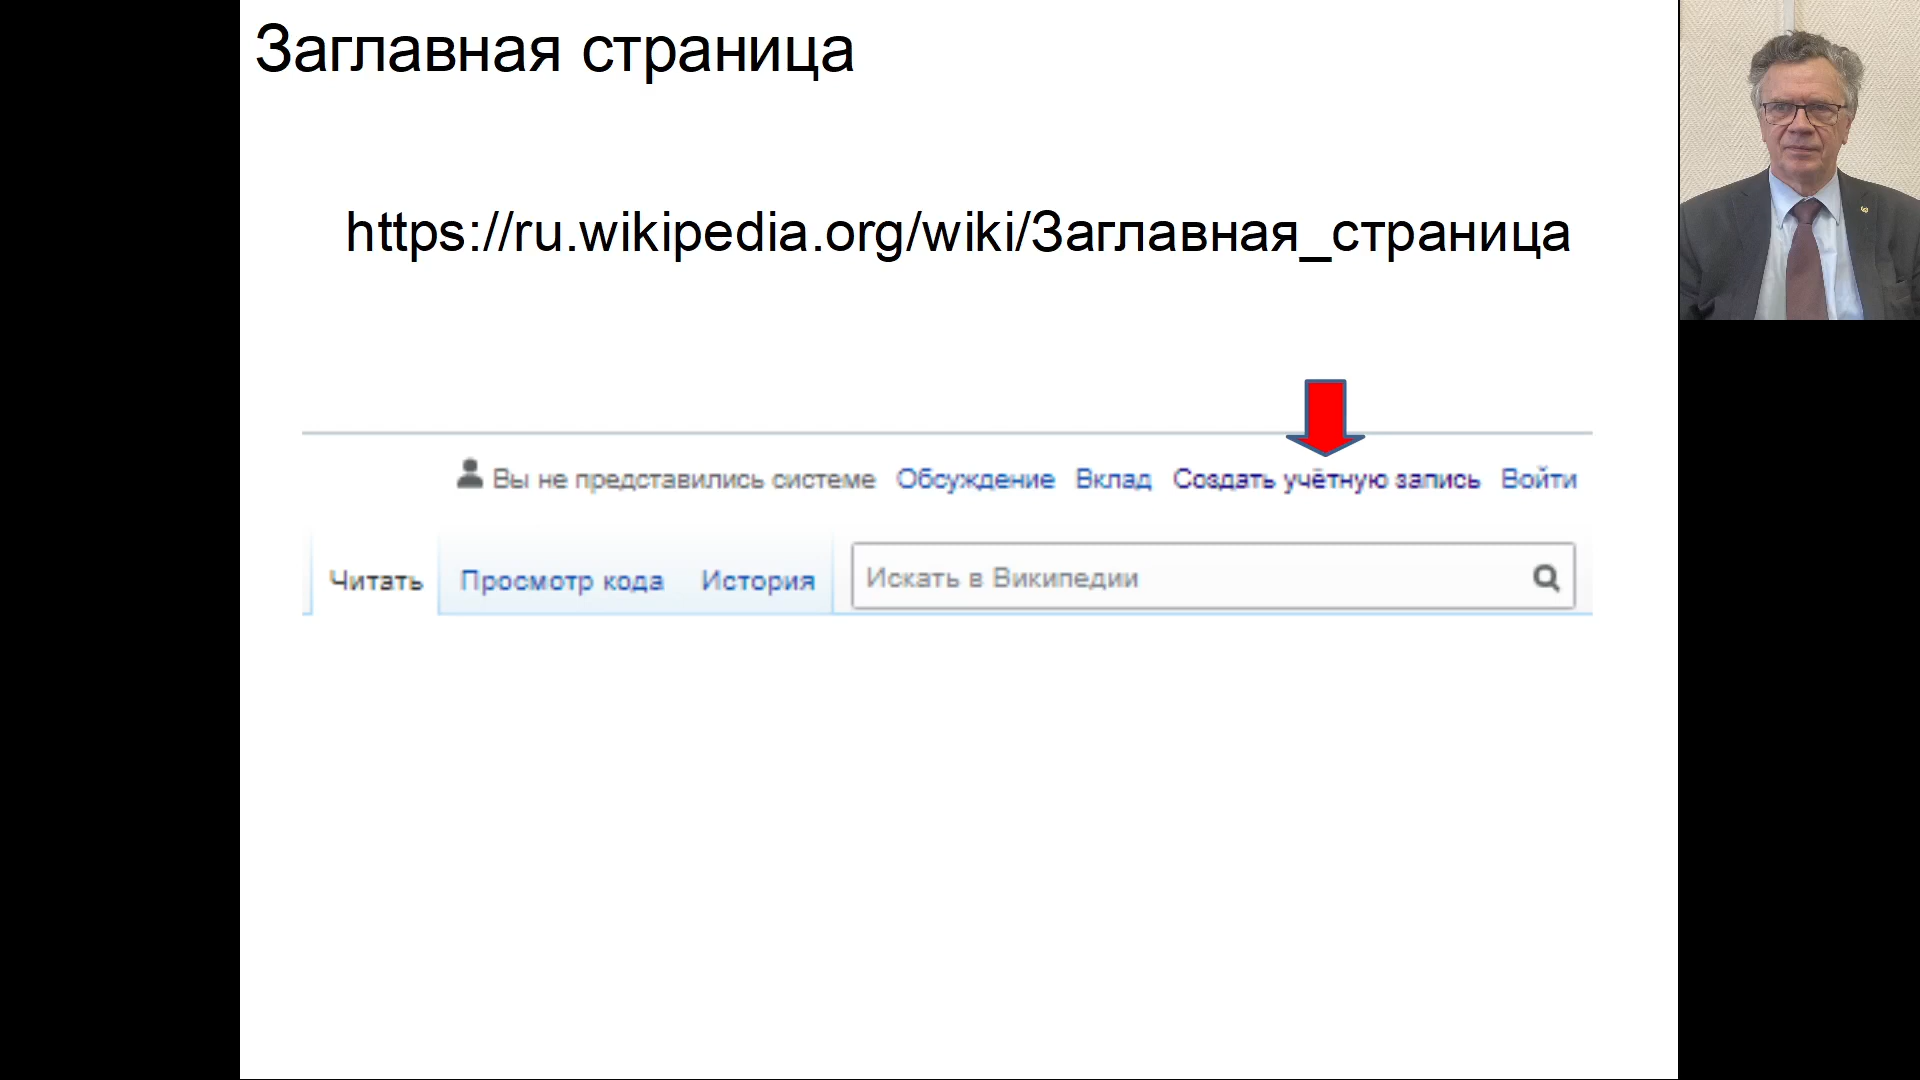 Заглавная страница
https://ru.wikipedia.org/wiki/Заглавная_страница
Вы не представились системе Обсуждение Вклад Создать учётную запись Войти
Читать Просмотр кода История Искать в Википедии